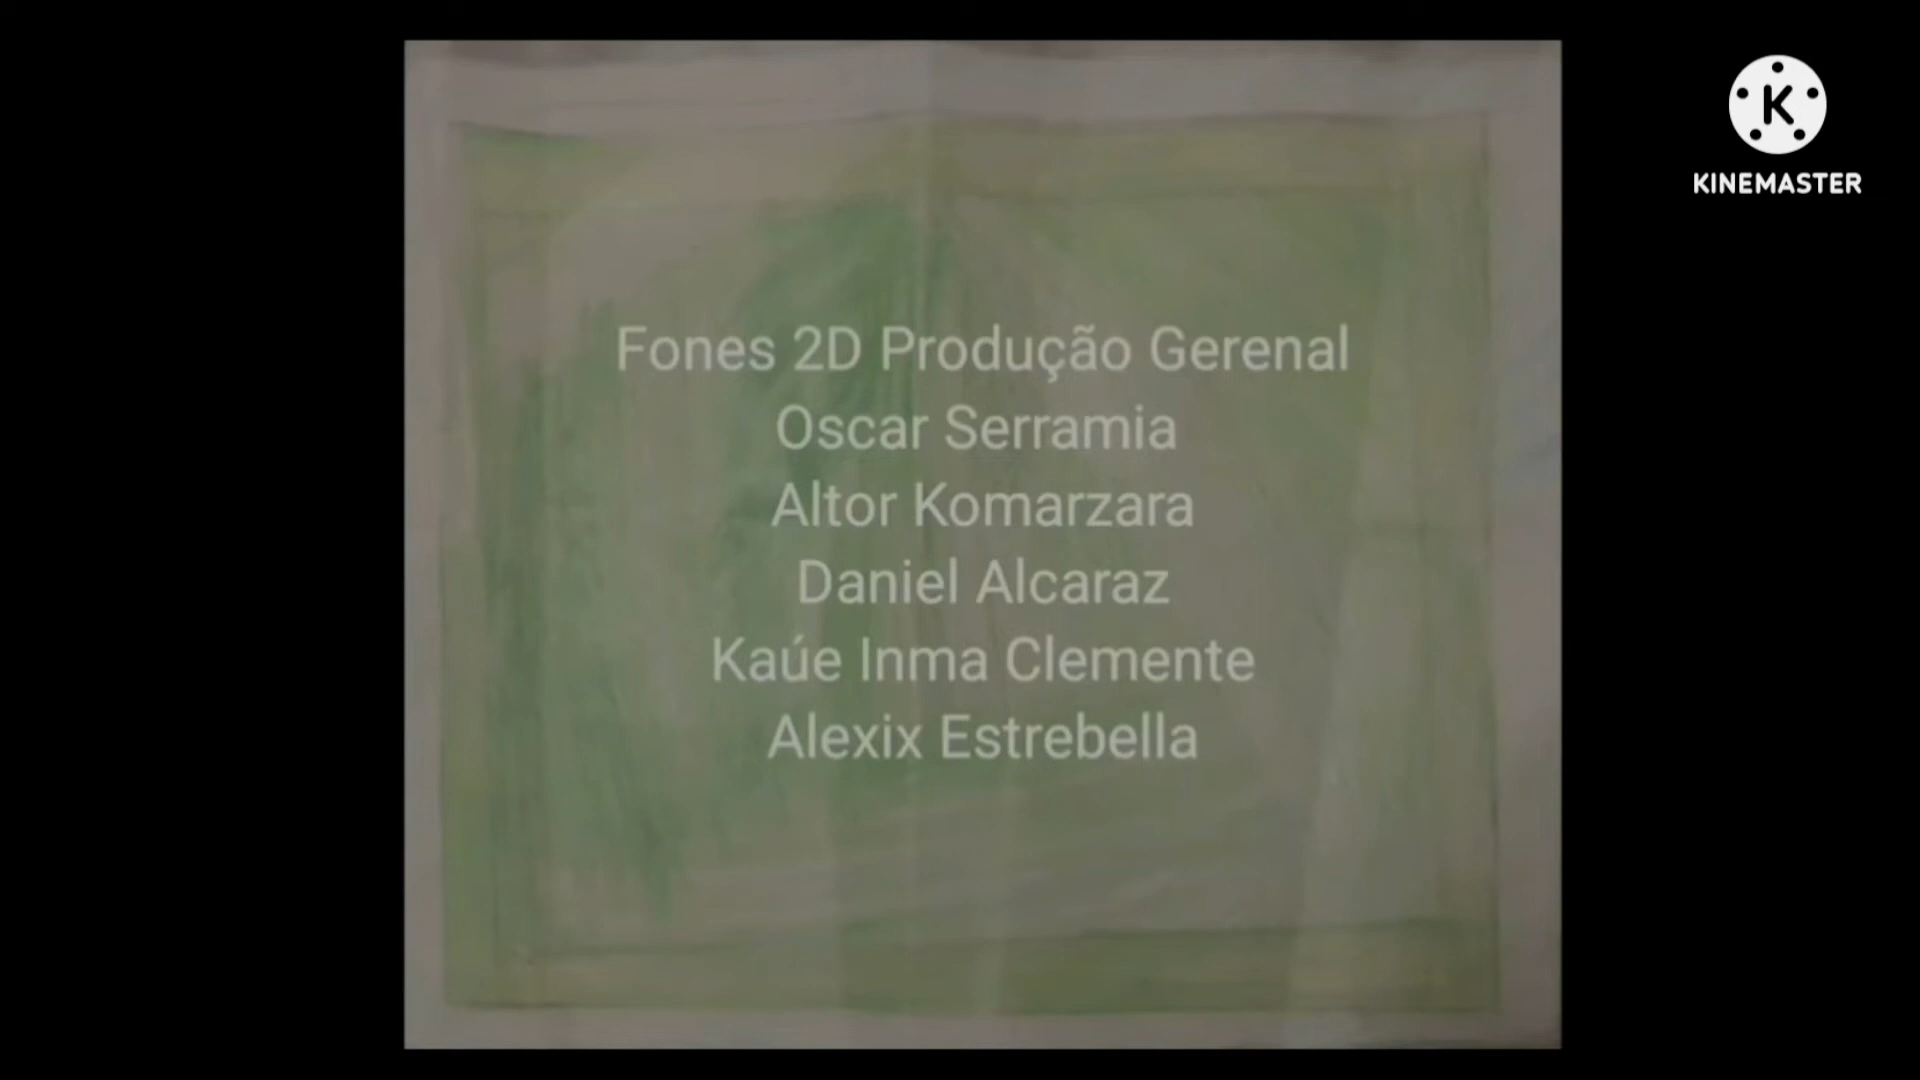 K
KINEMASTER
Fones 2D Produção Gerenal
Oscar Serramia
Altor Komarzara
Daniel Alcaraz
Kaúe Inma Clemente
Alexix Estrebella